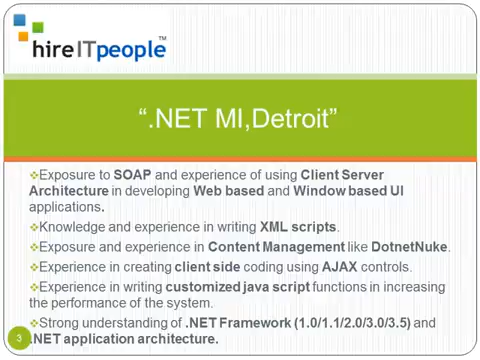 hireITpeople™
“.NET MI,Detroit”
❖Exposure to SOAP and experience of using Client Server
Architecture in developing Web based and Window based UI
applications.
❖Knowledge and experience in writing XML scripts.
❖Exposure and experience in Content Management like DotnetNuke.
❖Experience in creating client side coding using AJAX controls.
❖Experience in writing customized java script functions in increasing
the performance of the system.
❖Strong understanding of .NET Framework (1.0/1.1/2.0/3.0/3.5) and
.NET application architecture.
3